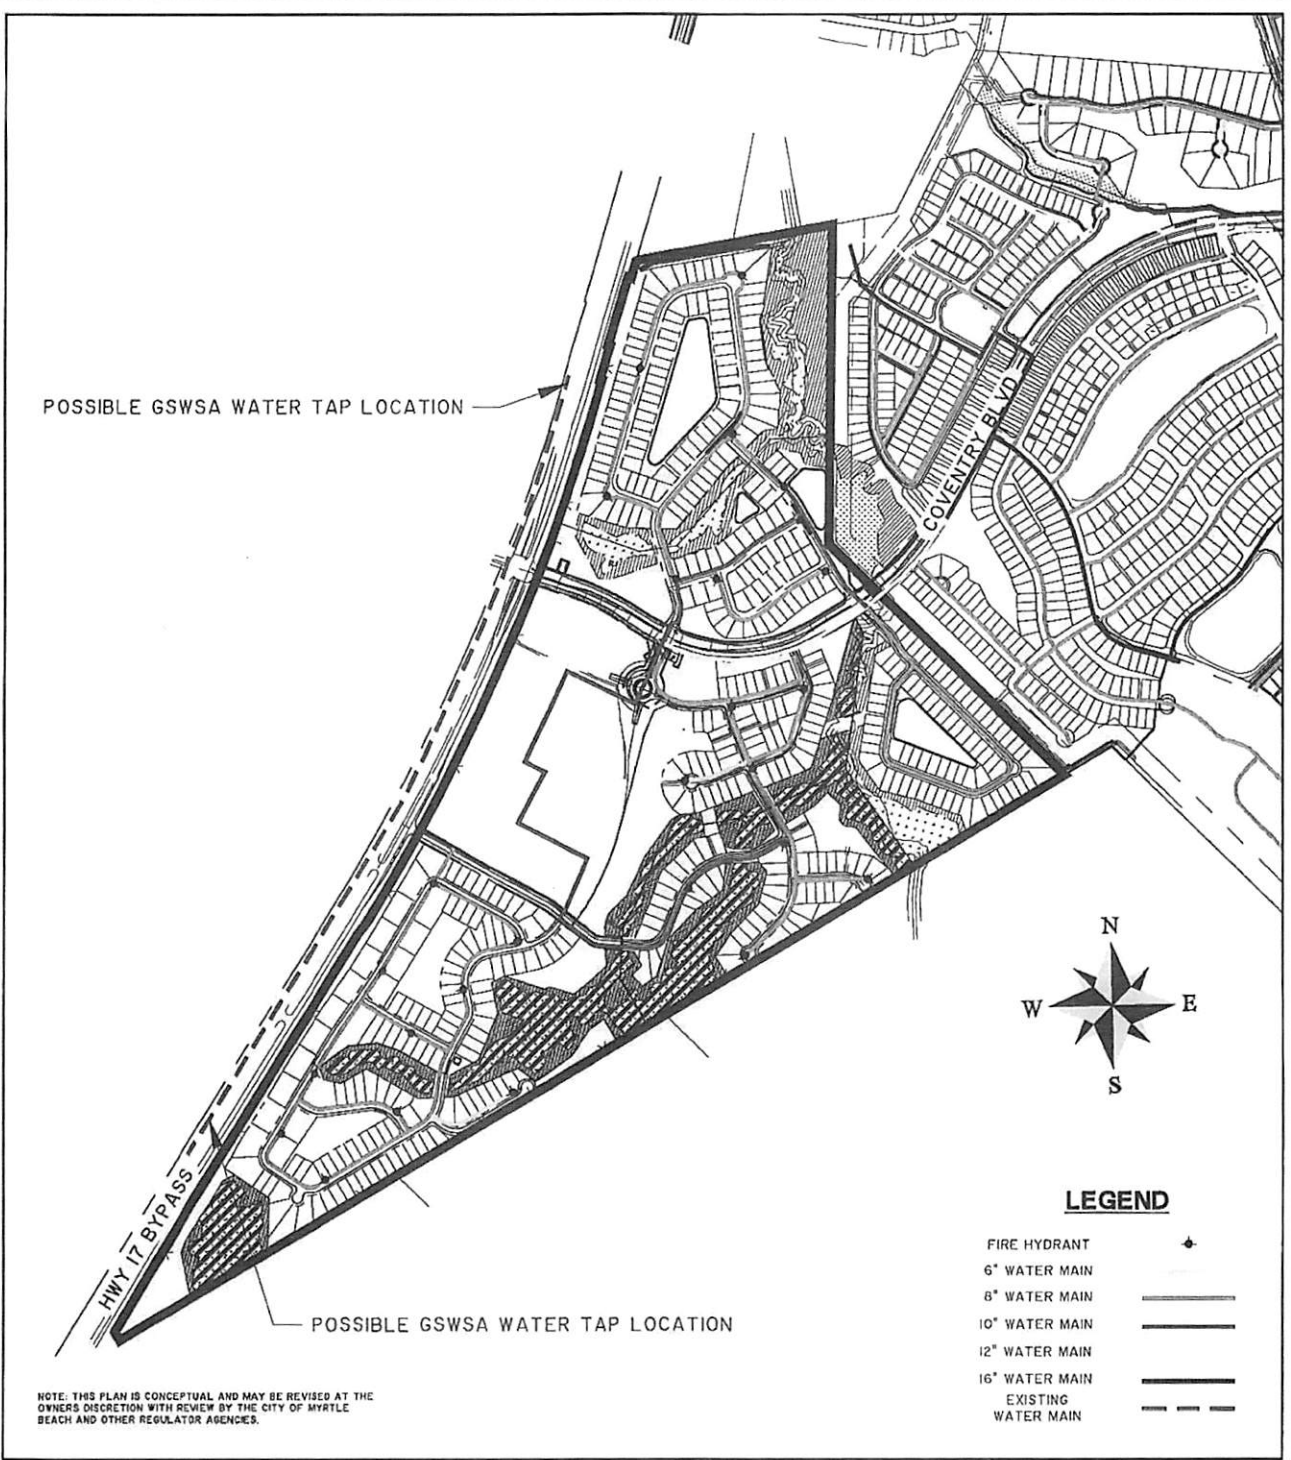 POSSIBLE GSWSA WATER TAP LOCATION
COVENTRY BLVD
N
W
E
S
HWY 17 BYPASS
POSSIBLE GSWSA WATER TAP LOCATION
LEGEND
FIRE HYDRANT
6" WATER MAIN
8" WATER MAIN
10" WATER MAIN
12" WATER MAIN
16" WATER MAIN
EXISTING
WATER MAIN
NOTE: THIS PLAN IS CONCEPTUAL AND MAY BE REVISED AT THE
OWNERS DISCRETION WITH REVIEW BY THE CITY OF MYRTLE
BEACH AND OTHER REGULATOR AGENCIES.